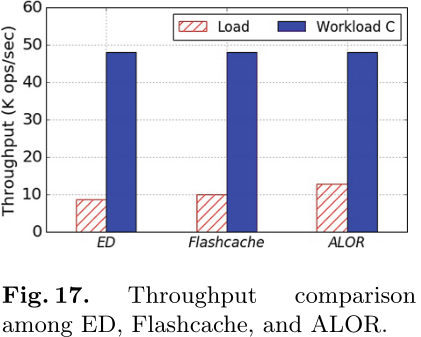 60
50
40
30
20
10
0
Throughput (K ops/sec)
Load
Workload C
ED
Flashcache
ALOR
Fig. 17. Throughput comparison
among ED, Flashcache, and ALOR.